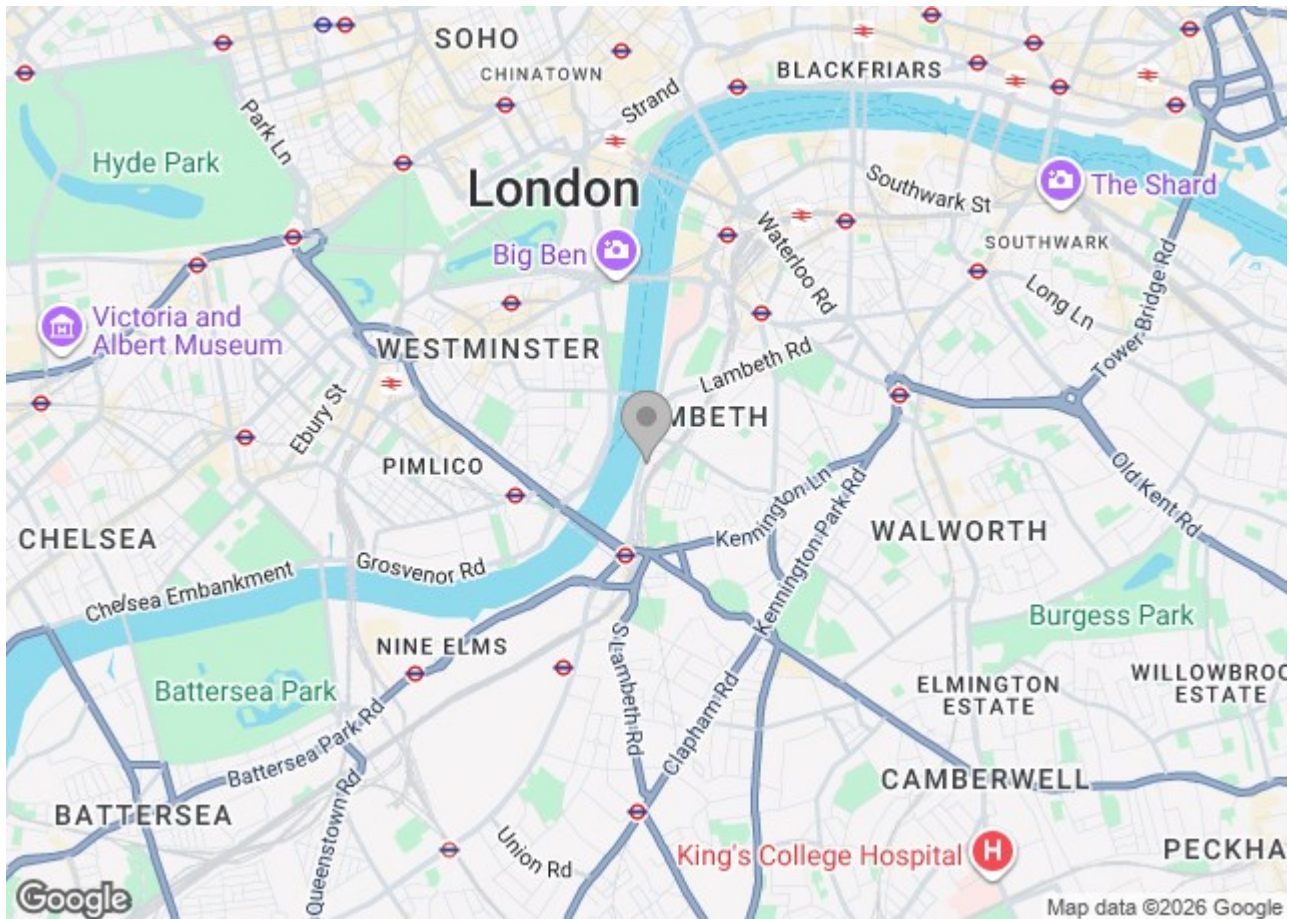 SOHO
CHINATOWN
BLACKFRIARS
Strand
Park Ln
Hyde Park
London
Southwark St
The Shard
Waterloo Rd
SOUTHWARK
Big Ben
Long Ln
Tower Bridge Rd
Victoria and
Albert Museum
WESTMINSTER
Lambeth Rd
Ebury St
MBETH
PIMLICO
Old Kent Rd
Kennington Ln
Kennington Park Rd
WALWORTH
CHELSEA
Grosvenor Rd
Chelsea Embankment
Burgess Park
NINE ELMS
S Lambeth Rd
Battersea Park
ELMINGTON
ESTATE
WILLOWBROO
ESTATE
Clapham Rd
Battersea Park Rd
CAMBERWELL
BATTERSEA
Queenstown Rd
Union Rd
King's College Hospital
H
PECKHA
Google
Map data ©2026 Google